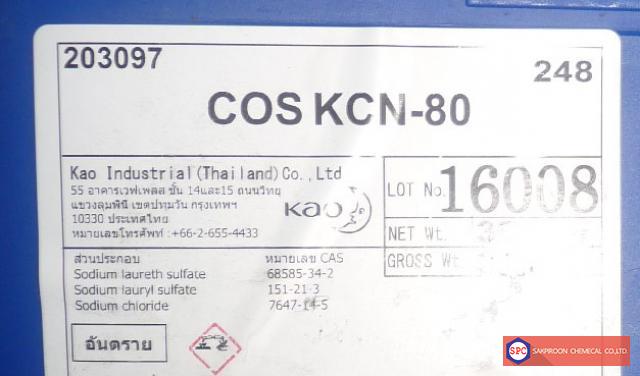 203097
248
COS KCN-80
Kao Industrial (Thailand) Co., Ltd
55 อาคารเวฟเพลส ชั้น 14และ15 ถนนวิทยุ
แขวงลุมพินี เขตปทุมวัน กรุงเทพฯ
10330 ประเทศไทย
หมายเลขโทรศัพท์ :+66-2-655-4433
Kao
LOT No. 16008
NET Wt.
GROSS Wt
ส่วนประกอบ หมายเลข CAS
Sodium laureth sulfate 68585-34-2
Sodium lauryl sulfate 151-21-3
Sodium chloride 7647-14-5
อันตราย
SPC SAKPIROON CHEMECAL CO.,LTD